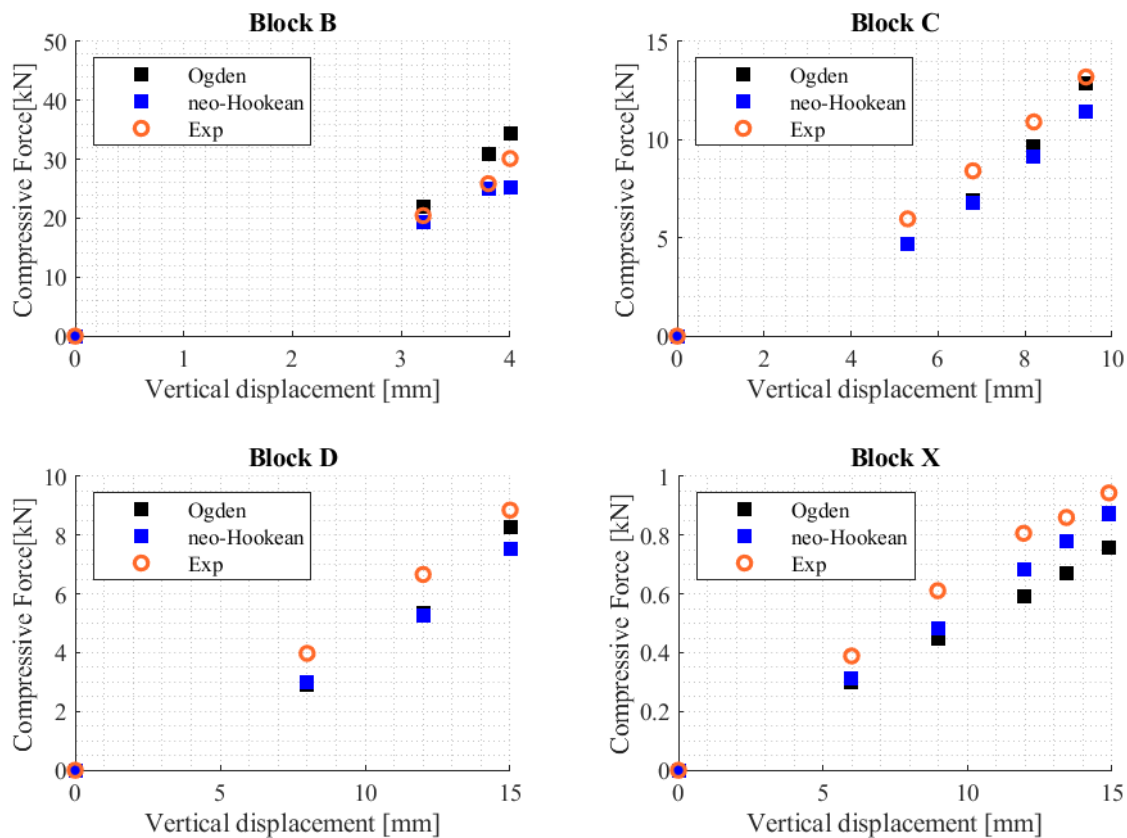 Block B
Compressive Force[kN]
50
40
30
20
10
0
Ogden
neo-Hookean
Exp
0 1 2 3 4
Vertical displacement [mm]
Block C
Compressive Force[kN]
15
10
5
0
Ogden
neo-Hookean
Exp
0 2 4 6 8 10
Vertical displacement [mm]
Block D
Compressive Force[kN]
10
8
6
4
2
0
Ogden
neo-Hookean
Exp
0 5 10 15
Vertical displacement [mm]
Block X
Compressive Force [kN]
1
0.8
0.6
0.4
0.2
0
Ogden
neo-Hookean
Exp
0 5 10 15
Vertical displacement [mm]